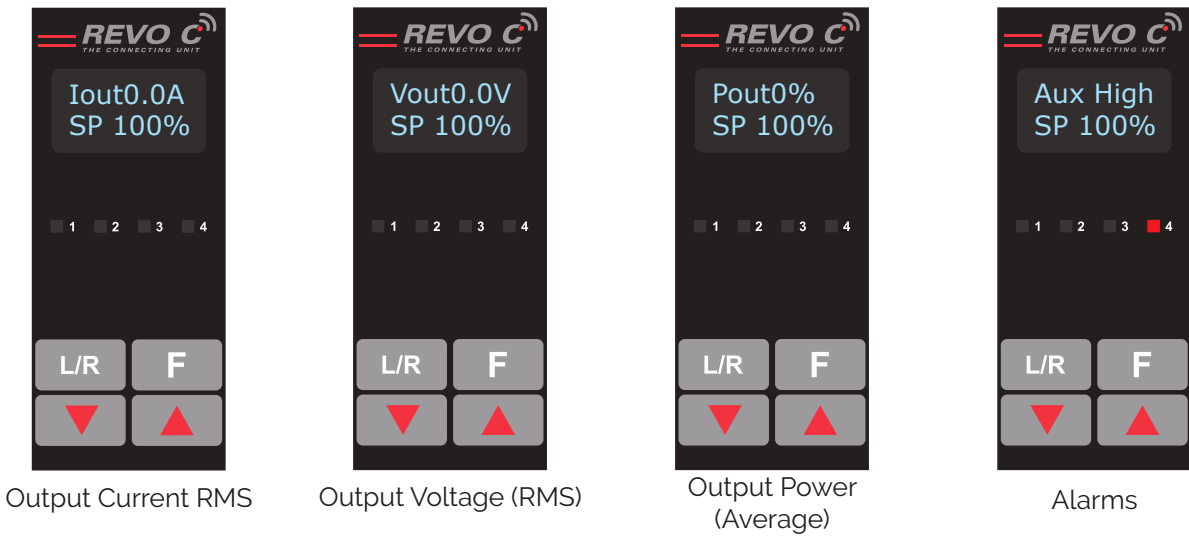 REVO C
THE CONNECTING UNIT
Iout0.0A
SP 100%
1 2 3 4
L/R F
Output Current RMS
REVO C
THE CONNECTING UNIT
Vout0.0V
SP 100%
1 2 3 4
L/R F
Output Voltage (RMS)
REVO C
THE CONNECTING UNIT
Pout0%
SP 100%
1 2 3 4
L/R F
Output Power
(Average)
REVO C
THE CONNECTING UNIT
Aux High
SP 100%
1 2 3 4
L/R F
Alarms